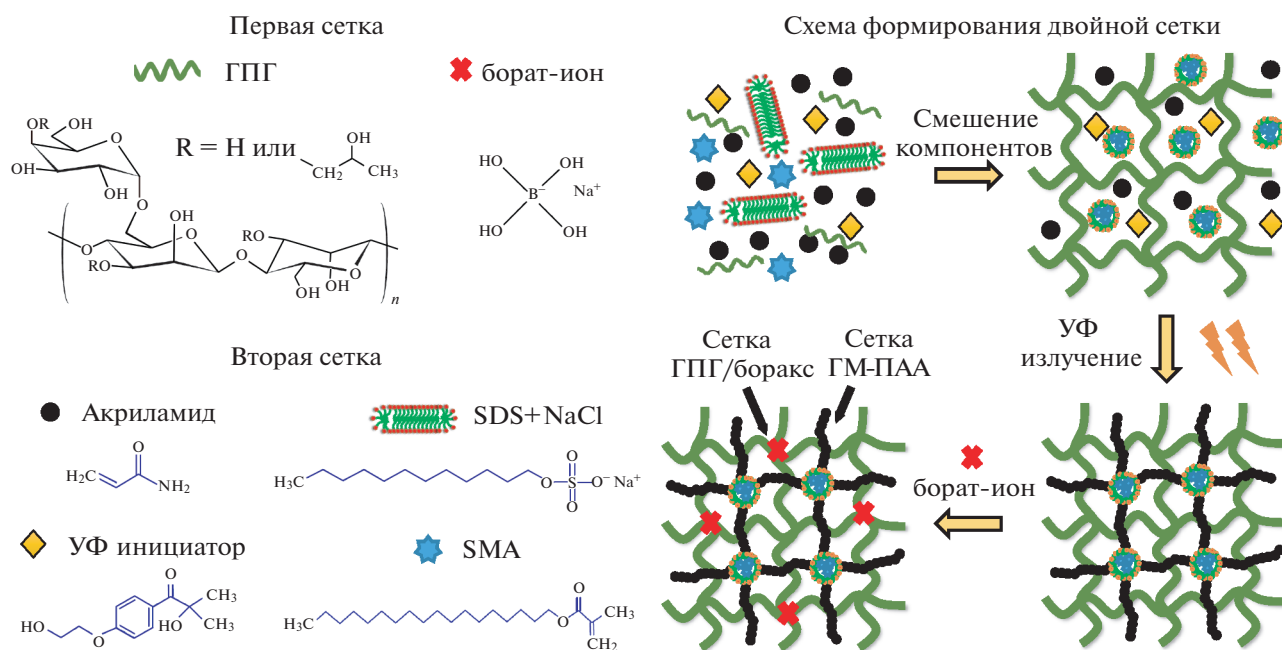 Первая сетка
ГПГ
борат-ион
R = H или
OH
CH2
CH3
OR
OH
O
HO
OH
HO
O
O
OH
HO
O
RO
O
RO
O
O
OH
OH
n
HO
OH
B−
Na+
HO
OH
Вторая сетка
Акриламид
O
H2C
NH2
SDS+NaCl
H3C
O
O
S
O− Na+
O
УФ инициатор
O
CH3
HO
CH3
HO
O
SMA
O
H3C
O
CH3
CH2
Схема формирования двойной сетки
Смешение
компонентов
УФ
излучение
Сетка
ГПГ/боракс
Сетка
ГМ-ПАА
борат-ион